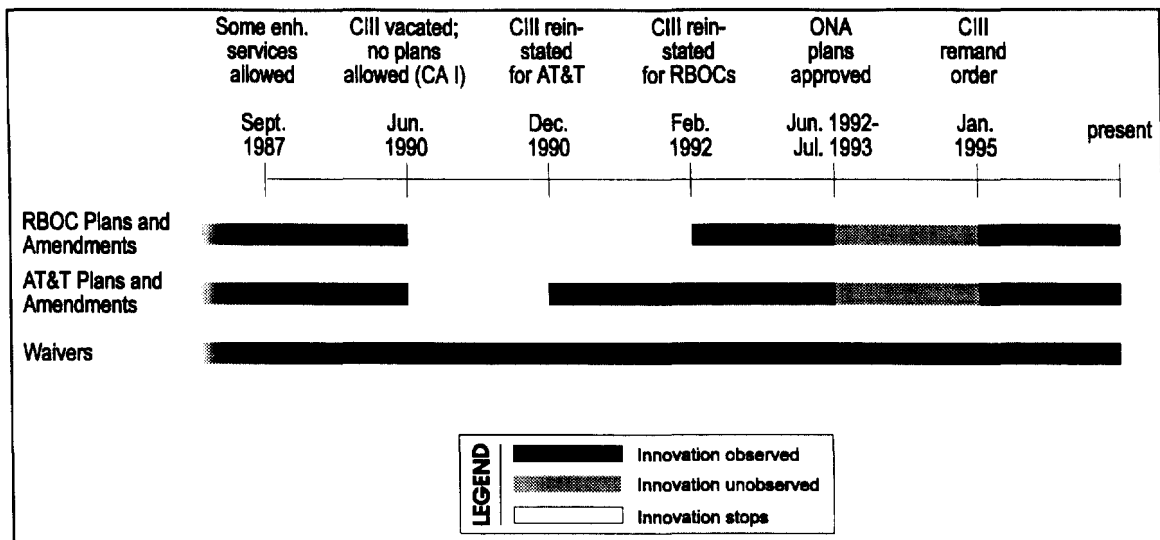 Some enh.
services
allowed
CIII vacated;
no plans
allowed (CA I)
CIII rein-
stated
for AT&T
CIII rein-
stated
for RBOCs
ONA
plans
approved
CIII
remand
order
Sept.
1987
Jun.
1990
Dec.
1990
Feb.
1992
Jun. 1992-
Jul. 1993
Jan.
1995
present
RBOC Plans and
Amendments
AT&T Plans and
Amendments
Waivers
LEGEND
Innovation observed
Innovation unobserved
Innovation stops